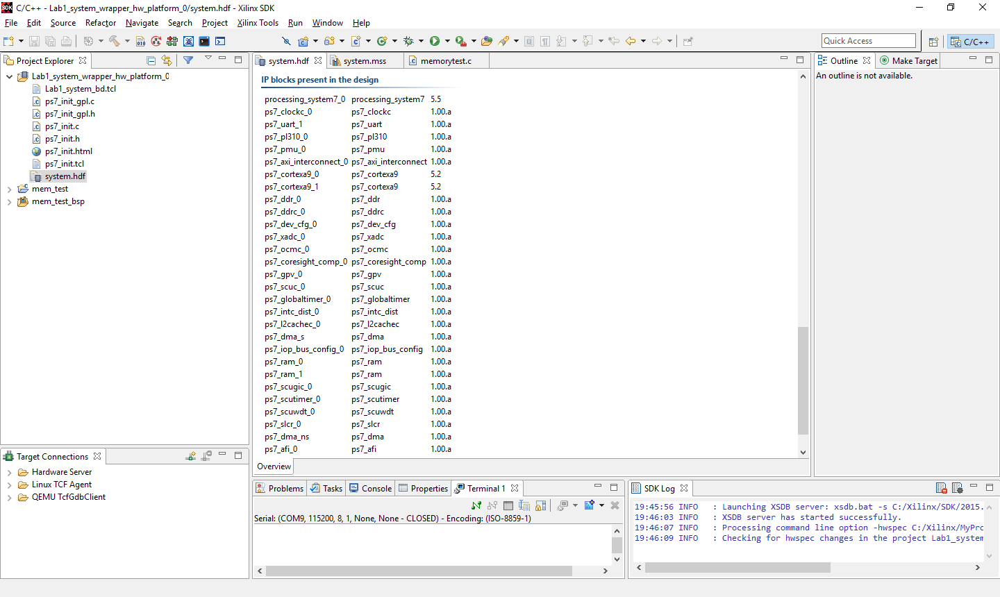 C/C++ - Lab1_system_wrapper_hw_platform_0/system.hdf - Xilinx SDK
File Edit Source Refactor Navigate Search Project Xilinx Tools Run Window Help
Quick Access
C/C++
Project Explorer
Lab1_system_wrapper_hw_platform_0
Lab1_system_bd.tcl
ps7_init_gpl.c
ps7_init_gpl.h
ps7_init.c
ps7_init.h
ps7_init.html
ps7_init.tcl
system.hdf
mem_test
mem_test_bsp
Target Connections
Hardware Server
Linux TCF Agent
QEMU TcfGdbClient
system.hdf system.mss memorytest.c
IP blocks present in the design
processing_system7_0 processing_system7 5.5
ps7_clockc_0 ps7_clockc 1.00.a
ps7_uart_1 ps7_uart 1.00.a
ps7_pl310_0 ps7_pl310 1.00.a
ps7_pmu_0 ps7_pmu 1.00.a
ps7_axi_interconnect_0 ps7_axi_interconnect 1.00.a
ps7_cortexa9_0 ps7_cortexa9 5.2
ps7_cortexa9_1 ps7_cortexa9 5.2
ps7_ddr_0 ps7_ddr 1.00.a
ps7_ddrc_0 ps7_ddrc 1.00.a
ps7_dev_cfg_0 ps7_dev_cfg 1.00.a
ps7_xadc_0 ps7_xadc 1.00.a
ps7_ocmc_0 ps7_ocmc 1.00.a
ps7_coresight_comp_0 ps7_coresight_comp 1.00.a
ps7_gpv_0 ps7_gpv 1.00.a
ps7_scuc_0 ps7_scuc 1.00.a
ps7_globaltimer_0 ps7_globaltimer 1.00.a
ps7_intc_dist_0 ps7_intc_dist 1.00.a
ps7_l2cachec_0 ps7_l2cachec 1.00.a
ps7_dma_s ps7_dma 1.00.a
ps7_iop_bus_config_0 ps7_iop_bus_config 1.00.a
ps7_ram_0 ps7_ram 1.00.a
ps7_ram_1 ps7_ram 1.00.a
ps7_scugic_0 ps7_scugic 1.00.a
ps7_scutimer_0 ps7_scutimer 1.00.a
ps7_scuwdt_0 ps7_scuwdt 1.00.a
ps7_slcr_0 ps7_slcr 1.00.a
ps7_dma_ns ps7_dma 1.00.a
ps7_afi_0 ps7_afi 1.00.a
Overview
Outline Make Target
An outline is not available.
Problems Tasks Console Properties Terminal 1
Serial: (COM9, 115200, 8, 1, None, None - CLOSED) - Encoding: (ISO-8859-1)
SDK Log
19:45:56 INFO : Launching XSDB server: xsdb.bat -s C:/Xilinx/SDK/2015.
19:46:03 INFO : XSDB server has started successfully.
19:46:07 INFO : Processing command line option -hwspec C:/Xilinx/MyPro
19:46:09 INFO : Checking for hwspec changes in the project Lab1_system